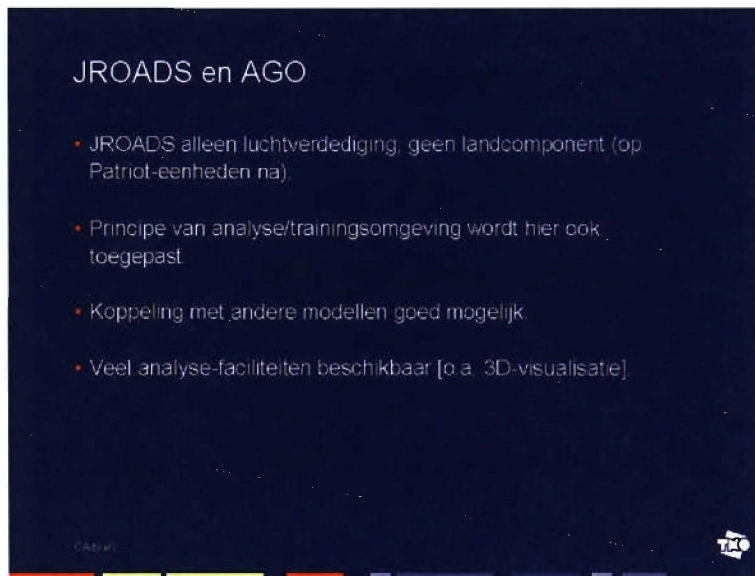 JROADS en AGO
• JROADS alleen luchtverdediging, geen landcomponent (op
Patriot-eenheden na).
• Principe van analyse/trainingsomgeving wordt hier ook
toegepast
• Koppeling met andere modellen goed mogelijk.
• Veel analyse-faciliteiten beschikbaar [o.a. 3D-visualisatie]
TNO